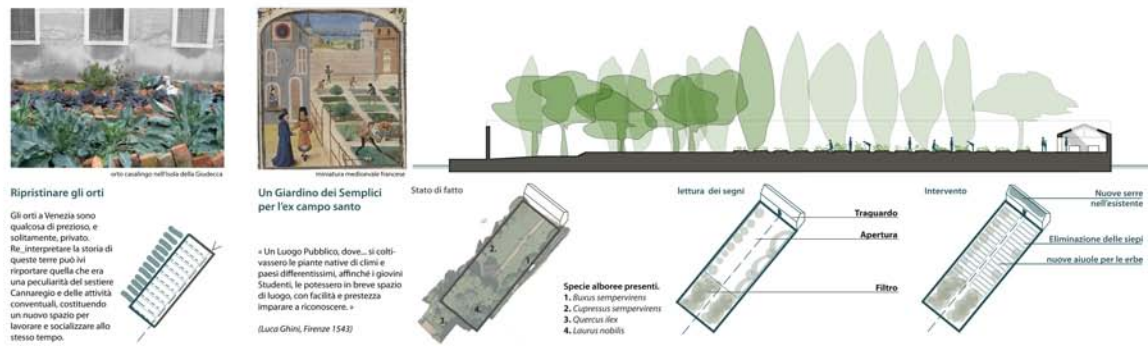 orto casalingo nell'isola della Giudecca
miniatura medioevale francese
Ripristinare gli orti
Gli orti a Venezia sono
qualcosa di prezioso, e
solitamente, privato.
Re_interpretare la storia di
queste terre può ivi
rirportare quella che era
una peculiarità del sestiere
Cannaregio e delle attività
conventuali, costituendo
un nuovo spazio per
lavorare e socializzare allo
stesso tempo.
Un Giardino dei Semplici
per l'ex campo santo
« Un Luogo Pubblico, dove... si colti-
vassero le piante native di climi e
paesi differentissimi, affinché i giovini
Studenti, le potessero in breve spazio
di luogo, con facilità e prestezza
imparare a riconoscere. »
(Luca Ghini, Firenze 1543)
Stato di fatto
2.
1.
4.
3.
Specie alboree presenti.
1. Buxus sempervirens
2. Cupressus sempervirens
3. Quercus ilex
4. Laurus nobilis
lettura dei segni
Traguardo
Apertura
Filtro
Intervento
Nuove serre
nell'esistente
Eliminazione delle siepi
nuove aiuole per le erbe